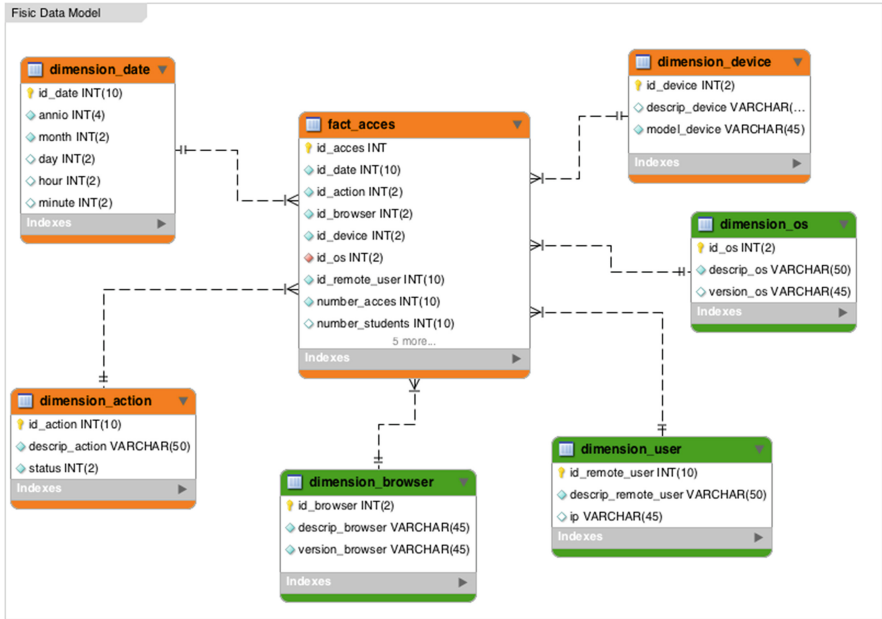 Fisic Data Model
dimension_date
id_date INT(10)
annio INT(4)
month INT(2)
day INT(2)
hour INT(2)
minute INT(2)
Indexes
fact_acces
id_acces INT
id_date INT(10)
id_action INT(2)
id_browser INT(2)
id_device INT(2)
id_os INT(2)
id_remote_user INT(10)
number_acces INT(10)
number_students INT(10)
5 more...
Indexes
dimension_device
id_device INT(2)
descrip_device VARCHAR(...
model_device VARCHAR(45)
Indexes
dimension_os
id_os INT(2)
descrip_os VARCHAR(50)
version_os VARCHAR(45)
Indexes
dimension_action
id_action INT(10)
descrip_action VARCHAR(50)
status INT(2)
Indexes
dimension_browser
id_browser INT(2)
descrip_browser VARCHAR(45)
version_browser VARCHAR(45)
Indexes
dimension_user
id_remote_user INT(10)
descrip_remote_user VARCHAR(50)
ip VARCHAR(45)
Indexes